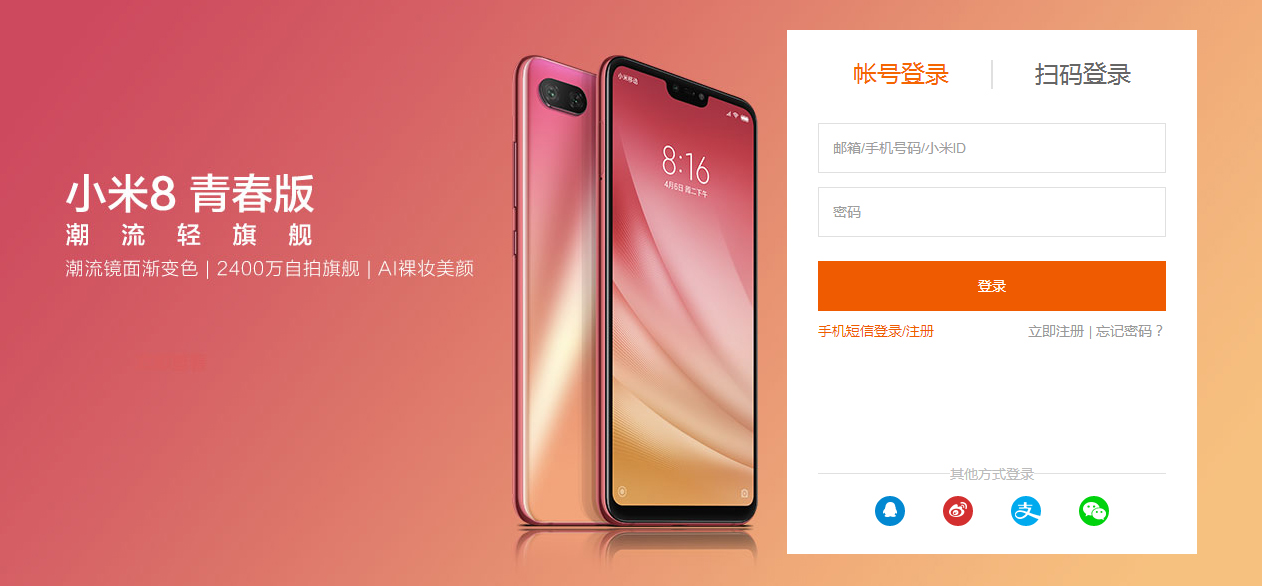 小米8 青春版
潮流轻旗舰
潮流镜面渐变色 | 2400万自拍旗舰 | AI裸妆美颜
小米移动
8:16
4月6日 周二下午
帐号登录
扫码登录
邮箱/手机号码/小米ID
密码
登录
手机短信登录/注册
立即注册 | 忘记密码？
其他方式登录
支